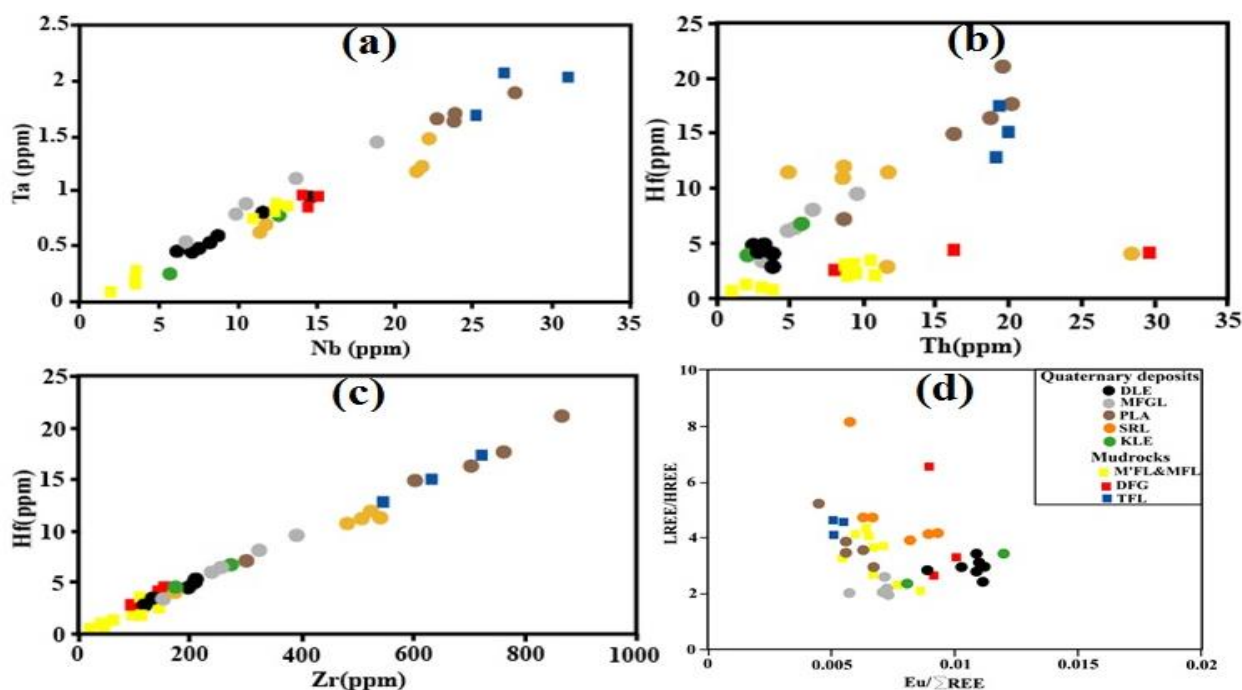 (a)
2.5
2
1.5
1
0.5
0
Ta (ppm)
0 5 10 15 20 25 30 35
Nb (ppm)
(b)
25
20
15
10
5
0
Hf(ppm)
0 5 10 15 20 25 30 35
Th(ppm)
(c)
25
20
15
10
5
0
Hf(ppm)
0 200 400 600 800 1000
Zr(ppm)
(d)
10
8
6
4
2
0
LREE/HREE
0 0.005 0.01 0.015 0.02
Eu/∑REE
Quaternary deposits
DLE
MFGL
PLA
SRL
KLE
Mudrocks
M'FL&MFL
DFG
TFL